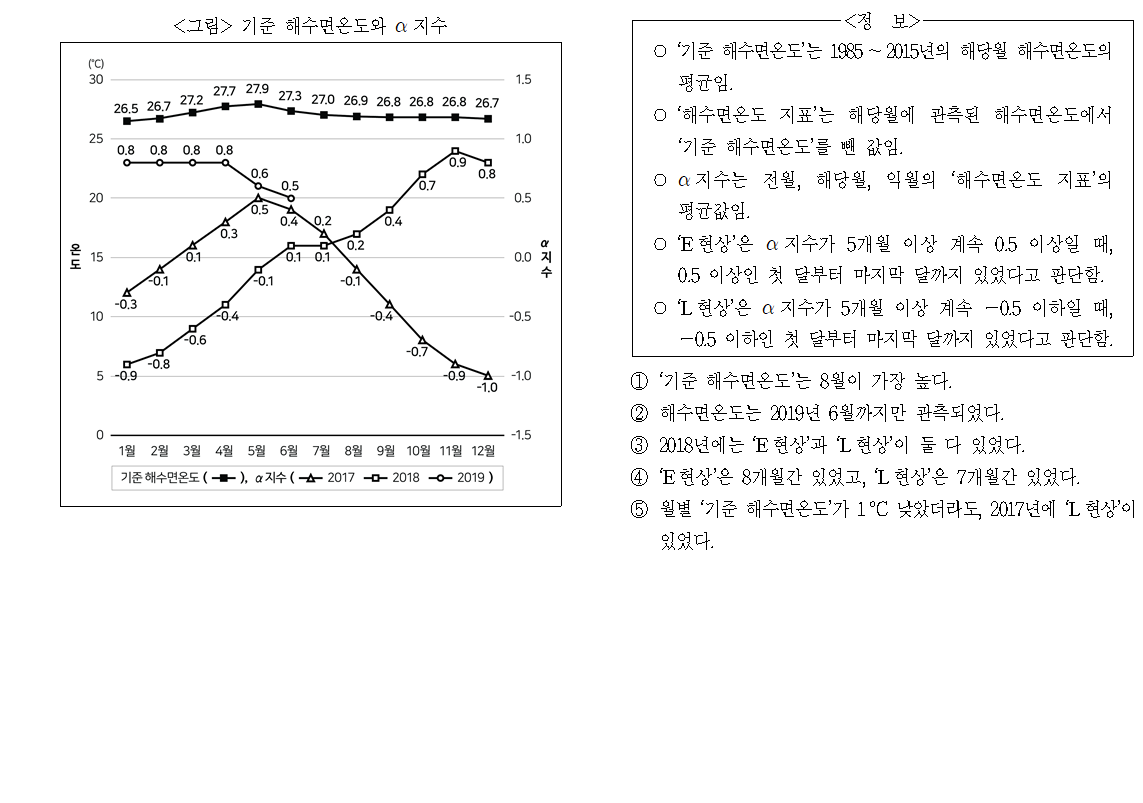 <그림> 기준 해수면온도와 α 지수
(℃)
30 1.5
27.7 27.9
26.5 26.7 27.2 27.3 27.0 26.9 26.8 26.8 26.8 26.7
25 1.0
0.8 0.8 0.8 0.8 0.9 0.8
0.6 0.5 0.7
20 0.5
0.3 0.5 0.4 0.2 0.2 0.4
온도 α지수
15 0.0
0.1 0.1 0.1
-0.3 -0.1 -0.1 -0.1
10 -0.5
-0.6 -0.4 -0.4
-0.9 -0.8 -0.7 -0.9 -1.0
5 -1.0
0 -1.5
1월 2월 3월 4월 5월 6월 7월 8월 9월 10월 11월 12월
기준 해수면온도 ( ), α지수 ( 2017 2018 2019 )
<정 보>
○ ‘기준 해수면온도’는 1985 ~ 2015년의 해당월 해수면온도의
평균임.
○ ‘해수면온도 지표’는 해당월에 관측된 해수면온도에서
‘기준 해수면온도’를 뺀 값임.
○ α 지수는 전월, 해당월, 익월의 ‘해수면온도 지표’의
평균값임.
○ ‘E 현상’은 α 지수가 5개월 이상 계속 0.5 이상일 때,
0.5 이상인 첫 달부터 마지막 달까지 있었다고 판단함.
○ ‘L 현상’은 α 지수가 5개월 이상 계속 -0.5 이하일 때,
-0.5 이하인 첫 달부터 마지막 달까지 있었다고 판단함.
① ‘기준 해수면온도’는 8월이 가장 높다.
② 해수면온도는 2019년 6월까지만 관측되었다.
③ 2018년에는 ‘E 현상’과 ‘L 현상’이 둘 다 있었다.
④ ‘E 현상’은 8개월간 있었고, ‘L 현상’은 7개월간 있었다.
⑤ 월별 ‘기준 해수면온도’가 1℃ 낮았더라도, 2017년에 ‘L 현상’이
있었다.